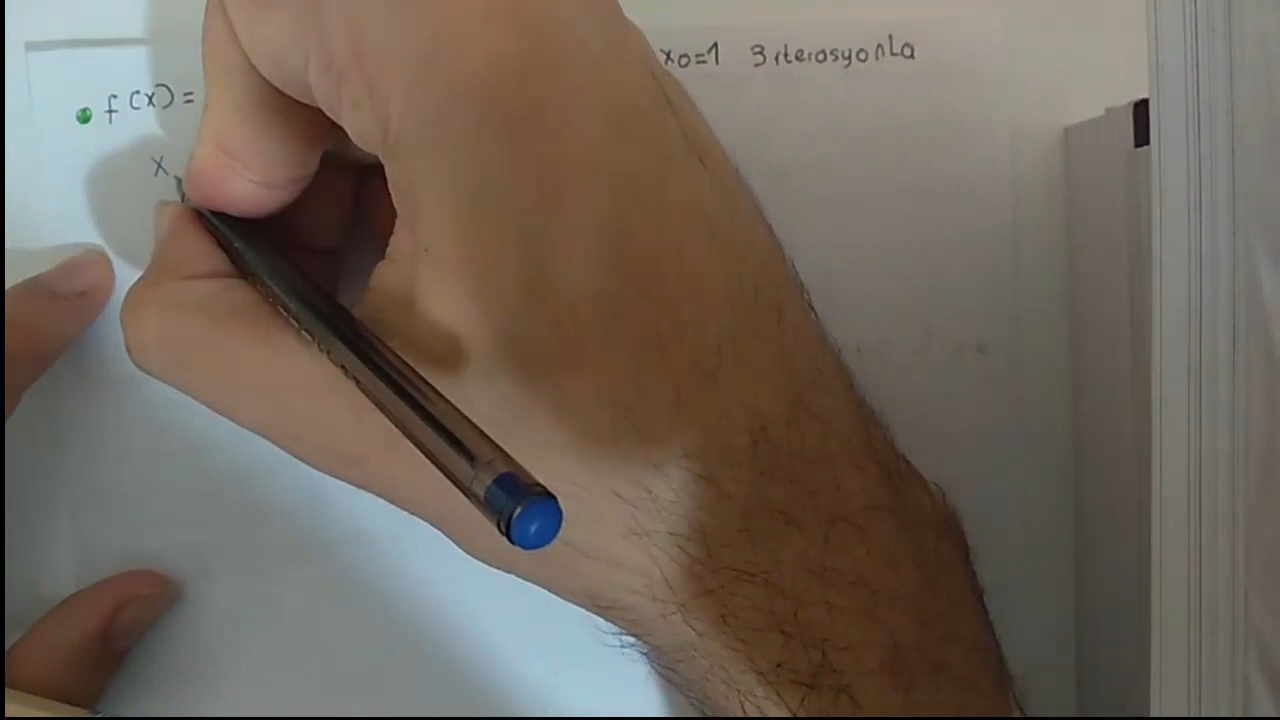 x0=1 3 iterasyonla
f(x) =
x